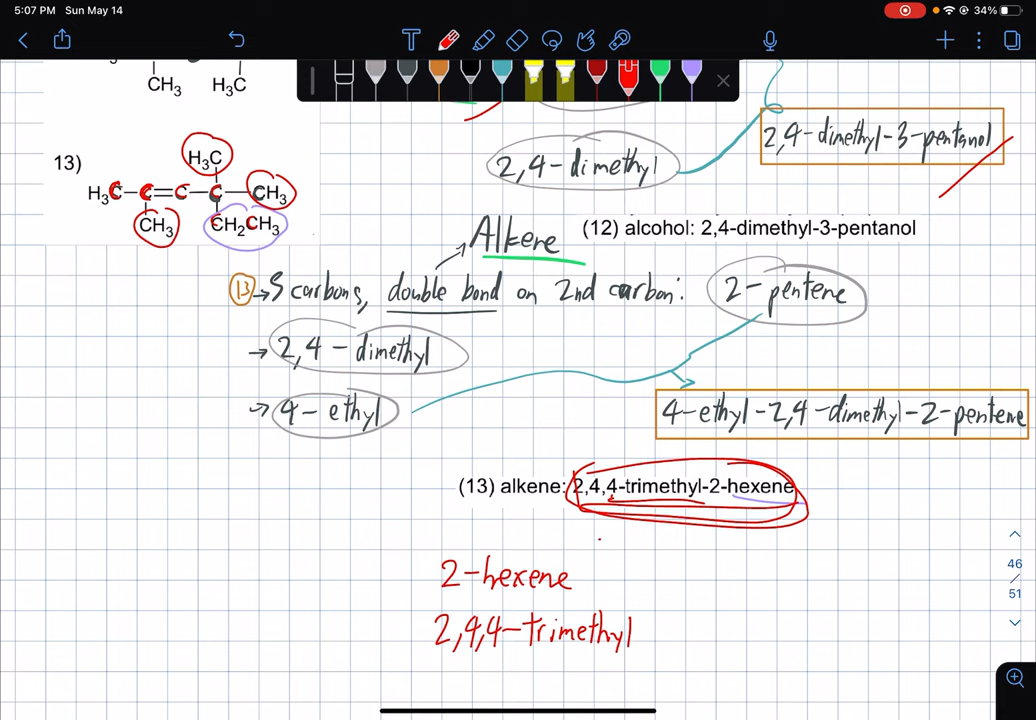 5:07 PM Sun May 14
34%
CH₃ H₃C
2,4-dimethyl-3-pentanol
2,4-dimethyl
13)
H₃C
H₃C-C=C-C-CH₃
CH₃ CH₂CH₃
(12) alcohol: 2,4-dimethyl-3-pentanol
Alkene
13 → 5 carbons, double bond on 2nd carbon: 2-pentene
→ 2,4-dimethyl
→ 4-ethyl
4-ethyl-2,4-dimethyl-2-pentene
(13) alkene: 2,4,4-trimethyl-2-hexene
2-hexene
2,4,4-trimethyl
46
/
51